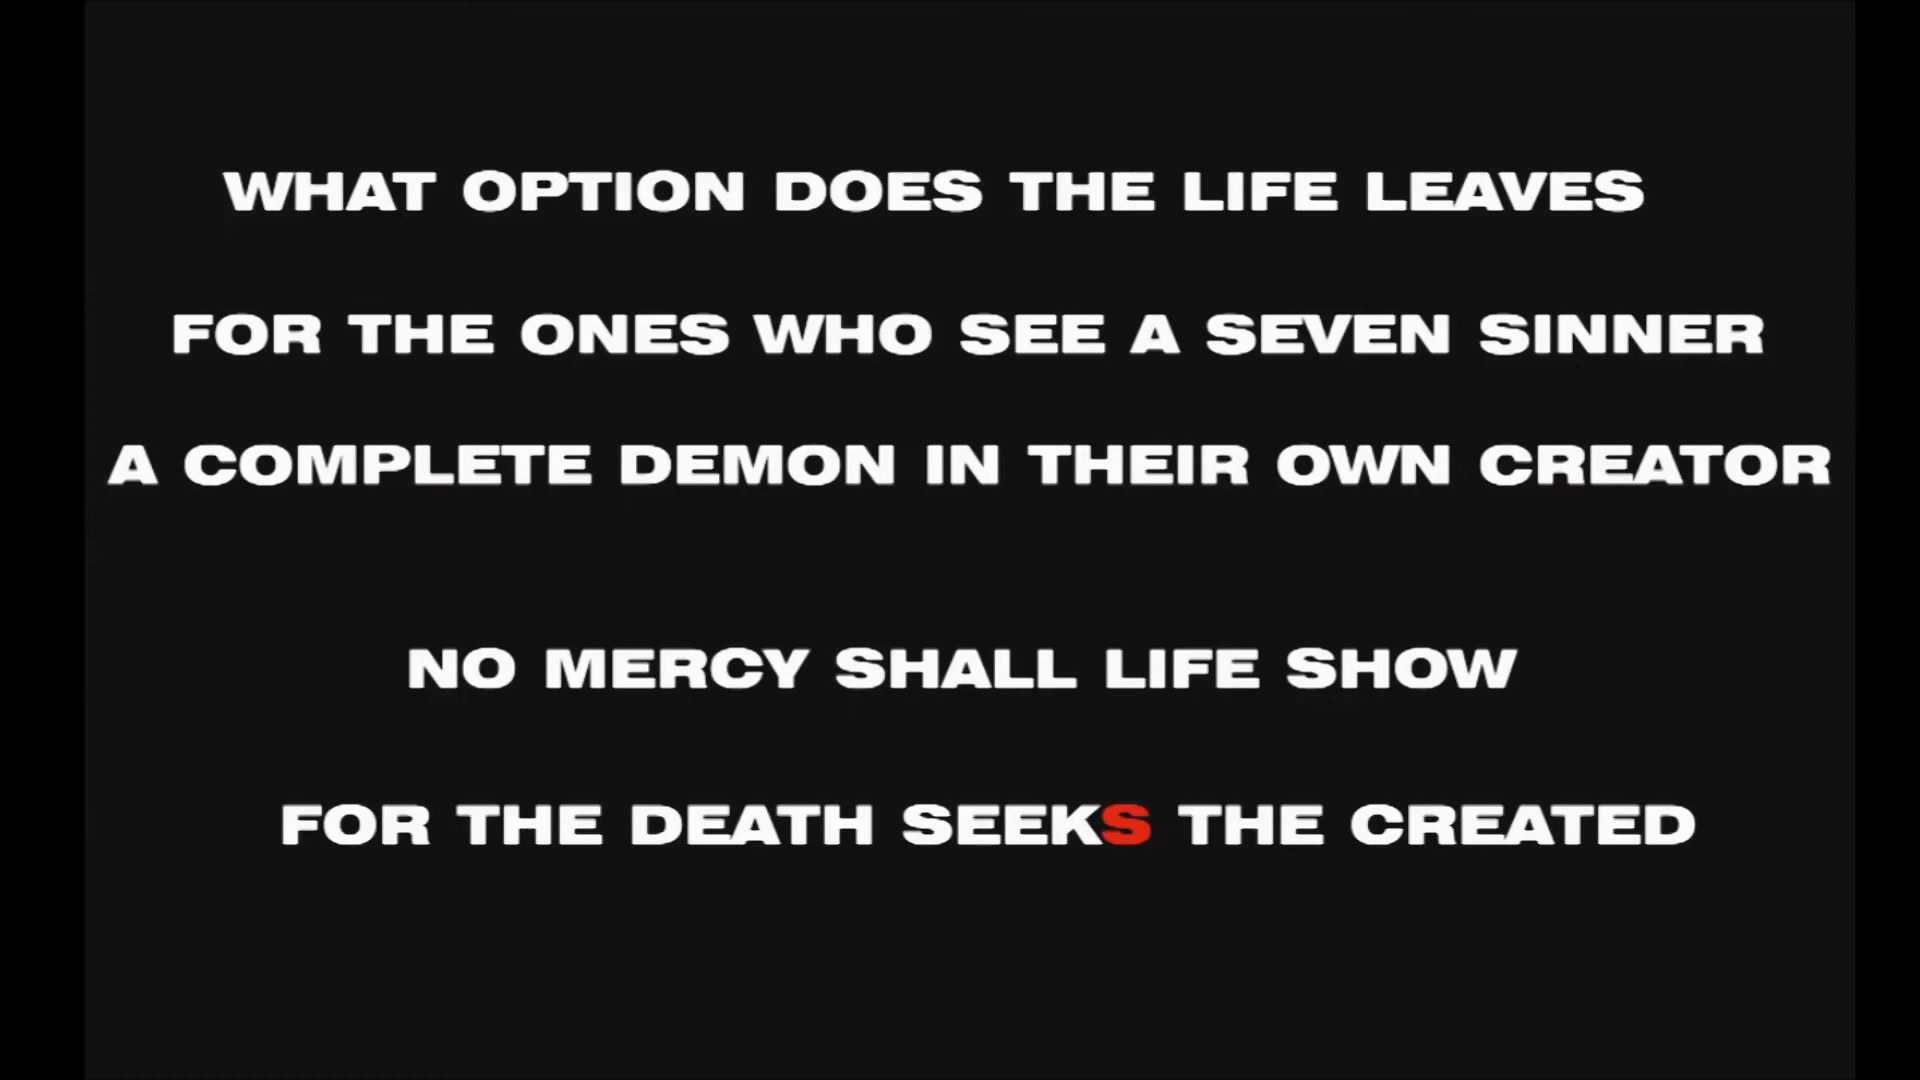 WHAT OPTION DOES THE LIFE LEAVES
FOR THE ONES WHO SEE A SEVEN SINNER
A COMPLETE DEMON IN THEIR OWN CREATOR
NO MERCY SHALL LIFE SHOW
FOR THE DEATH SEEKS THE CREATED